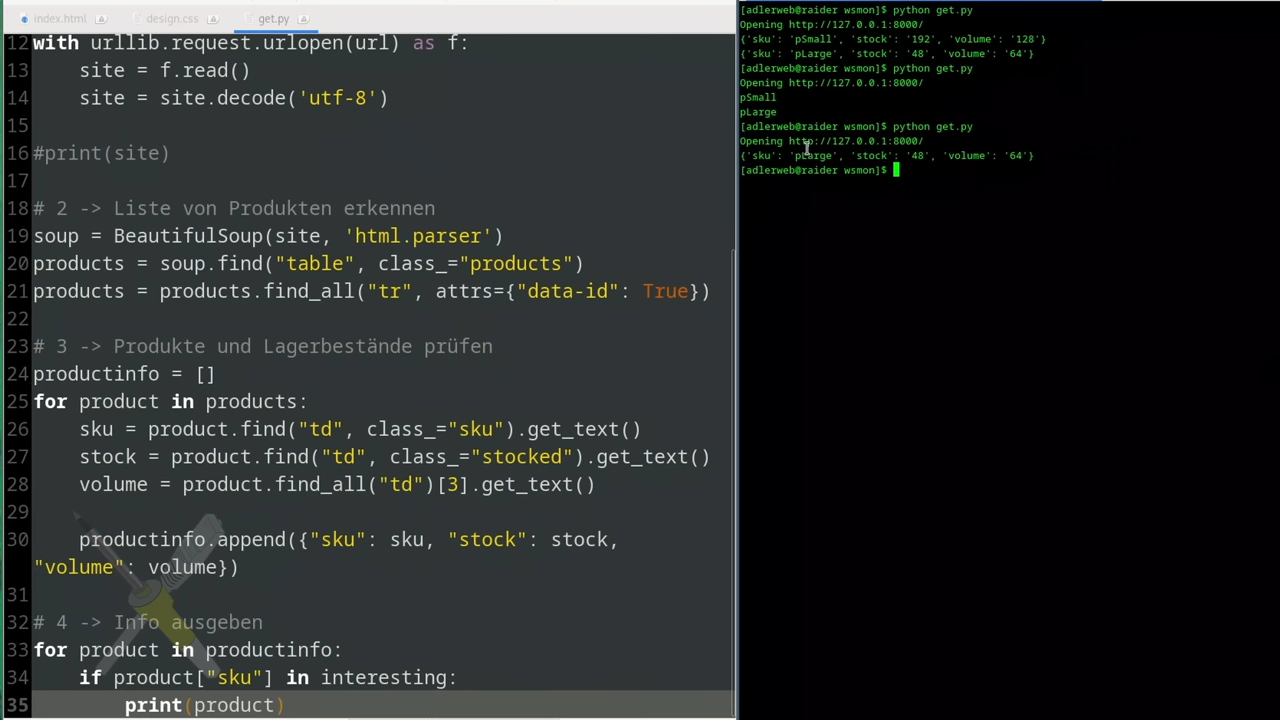 index.html
design.css
get.py
12 with urllib.request.urlopen(url) as f:
13 site = f.read()
14 site = site.decode('utf-8')
15
16 #print(site)
17
18 # 2 -> Liste von Produkten erkennen
19 soup = BeautifulSoup(site, 'html.parser')
20 products = soup.find("table", class_="products")
21 products = products.find_all("tr", attrs={"data-id": True})
22
23 # 3 -> Produkte und Lagerbestände prüfen
24 productinfo = []
25 for product in products:
26 sku = product.find("td", class_="sku").get_text()
27 stock = product.find("td", class_="stocked").get_text()
28 volume = product.find_all("td")[3].get_text()
29
30 productinfo.append({"sku": sku, "stock": stock,
"volume": volume})
31
32 # 4 -> Info ausgeben
33 for product in productinfo:
34 if product["sku"] in interesting:
35 print(product)
[adlerweb@raider wsmon]$ python get.py
Opening http://127.0.0.1:8000/
{'sku': 'pSmall', 'stock': '192', 'volume': '128'}
{'sku': 'pLarge', 'stock': '48', 'volume': '64'}
[adlerweb@raider wsmon]$ python get.py
Opening http://127.0.0.1:8000/
pSmall
pLarge
[adlerweb@raider wsmon]$ python get.py
Opening http://127.0.0.1:8000/
{'sku': 'pLarge', 'stock': '48', 'volume': '64'}
[adlerweb@raider wsmon]$